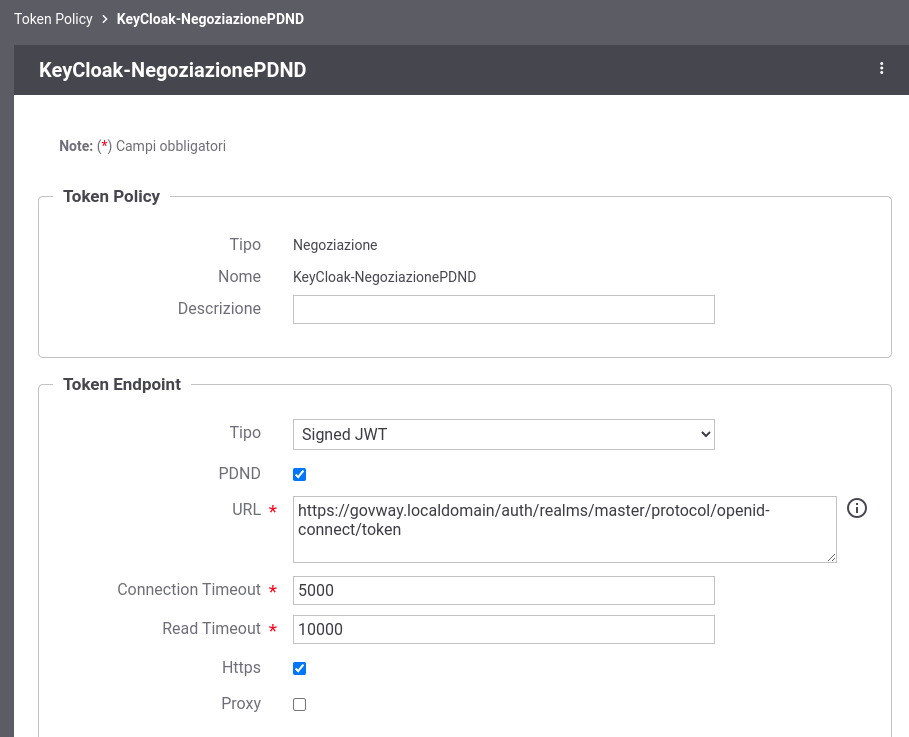 Token Policy > KeyCloak-NegoziazionePDND
KeyCloak-NegoziazionePDND
Note: (*) Campi obbligatori
Token Policy
Tipo Negoziazione
Nome KeyCloak-NegoziazionePDND
Descrizione
Token Endpoint
Tipo Signed JWT
PDND
URL * https://govway.localdomain/auth/realms/master/protocol/openid-
connect/token
Connection Timeout * 5000
Read Timeout * 10000
Https
Proxy